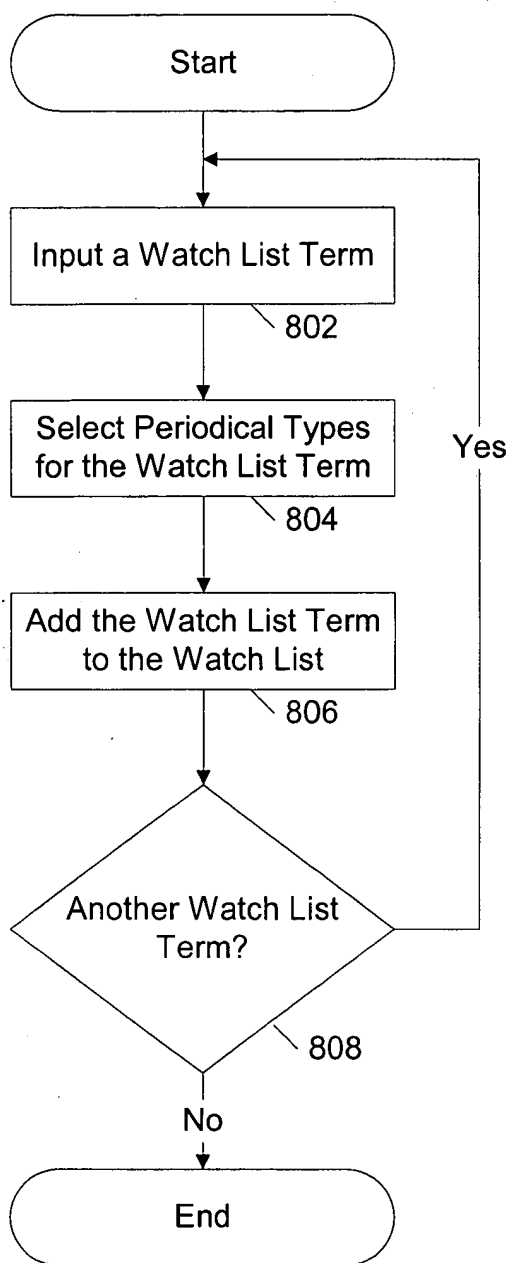 Start
Input a Watch List Term
802
Select Periodical Types
for the Watch List Term
804
Yes
Add the Watch List Term
to the Watch List
806
Another Watch List
Term?
808
No
End